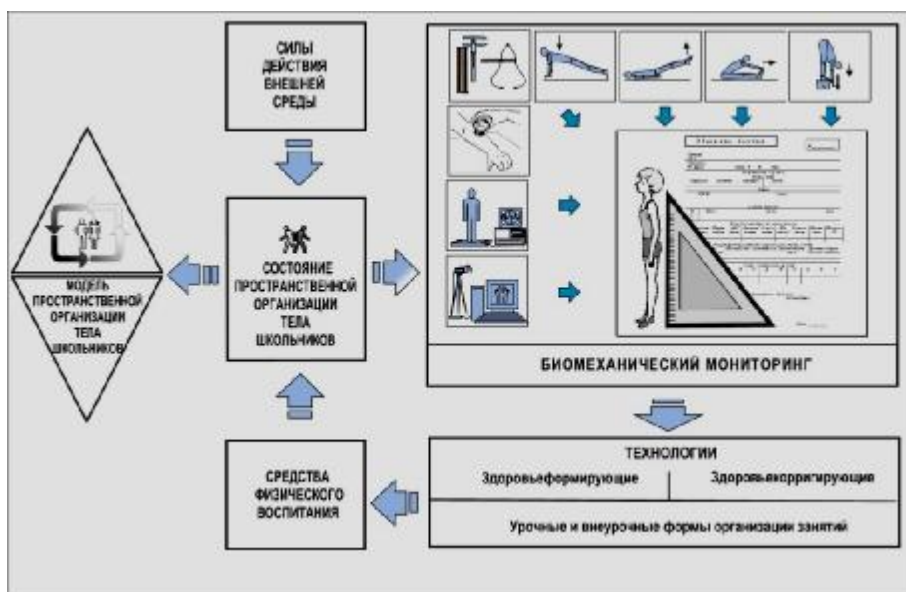 СИЛЫ
ДЕЙСТВИЯ
ВНЕШНЕЙ
СРЕДЫ
МОДЕЛЬ
ПРОСТРАНСТВЕННОЙ
ОРГАНИЗАЦИИ
ТЕЛА
ШКОЛЬНИКОВ
СОСТОЯНИЕ
ПРОСТРАНСТВЕННОЙ
ОРГАНИЗАЦИИ
ТЕЛА
ШКОЛЬНИКОВ
БИОМЕХАНИЧЕСКИЙ МОНИТОРИНГ
СРЕДСТВА
ФИЗИЧЕСКОГО
ВОСПИТАНИЯ
ТЕХНОЛОГИИ
Здоровьеформирующие
Здоровьекорригирующие
Урочные и внеурочные формы организации занятий